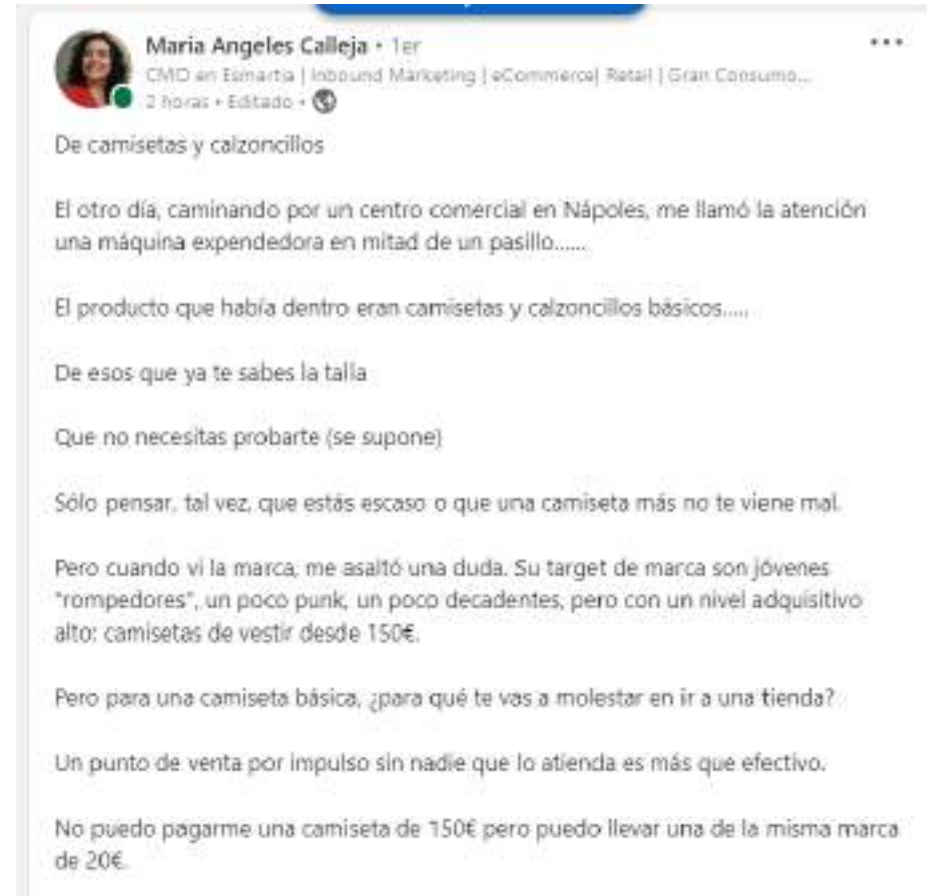 Maria Angeles Calleja • 1er
CMO en Esmartia | Inbound Marketing | eCommerce| Retail | Gran Consumo...
2 horas • Editado •
De camisetas y calzoncillos
El otro día, caminando por un centro comercial en Nápoles, me llamó la atención
una máquina expendedora en mitad de un pasillo......
El producto que había dentro eran camisetas y calzoncillos básicos.....
De esos que ya te sabes la talla
Que no necesitas probarte (se supone)
Sólo pensar, tal vez, que estás escaso o que una camiseta más no te viene mal.
Pero cuando vi la marca, me asaltó una duda. Su target de marca son jóvenes
"rompedores", un poco punk, un poco decadentes, pero con un nivel adquisitivo
alto: camisetas de vestir desde 150€.
Pero para una camiseta básica, ¿para qué te vas a molestar en ir a una tienda?
Un punto de venta por impulso sin nadie que lo atienda es más que efectivo.
No puedo pagarme una camiseta de 150€ pero puedo llevar una de la misma marca
de 20€.